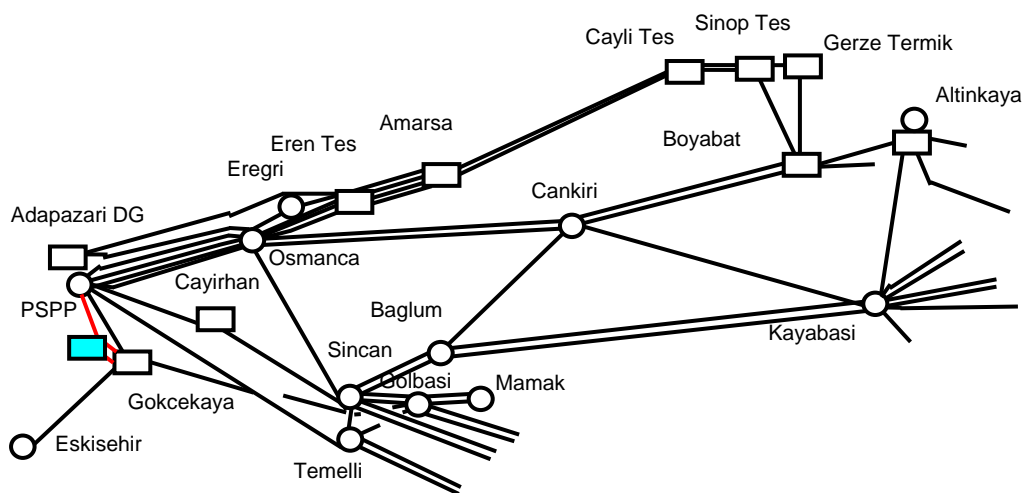 Sinop Tes
Cayli Tes
Gerze Termik
Altinkaya
Amarsa
Eren Tes
Boyabat
Eregri
Cankiri
Adapazari DG
Osmanca
Cayirhan
PSPP
Baglum
Kayabasi
Sincan
Golbasi
Mamak
Gokcekaya
Eskisehir
Temelli